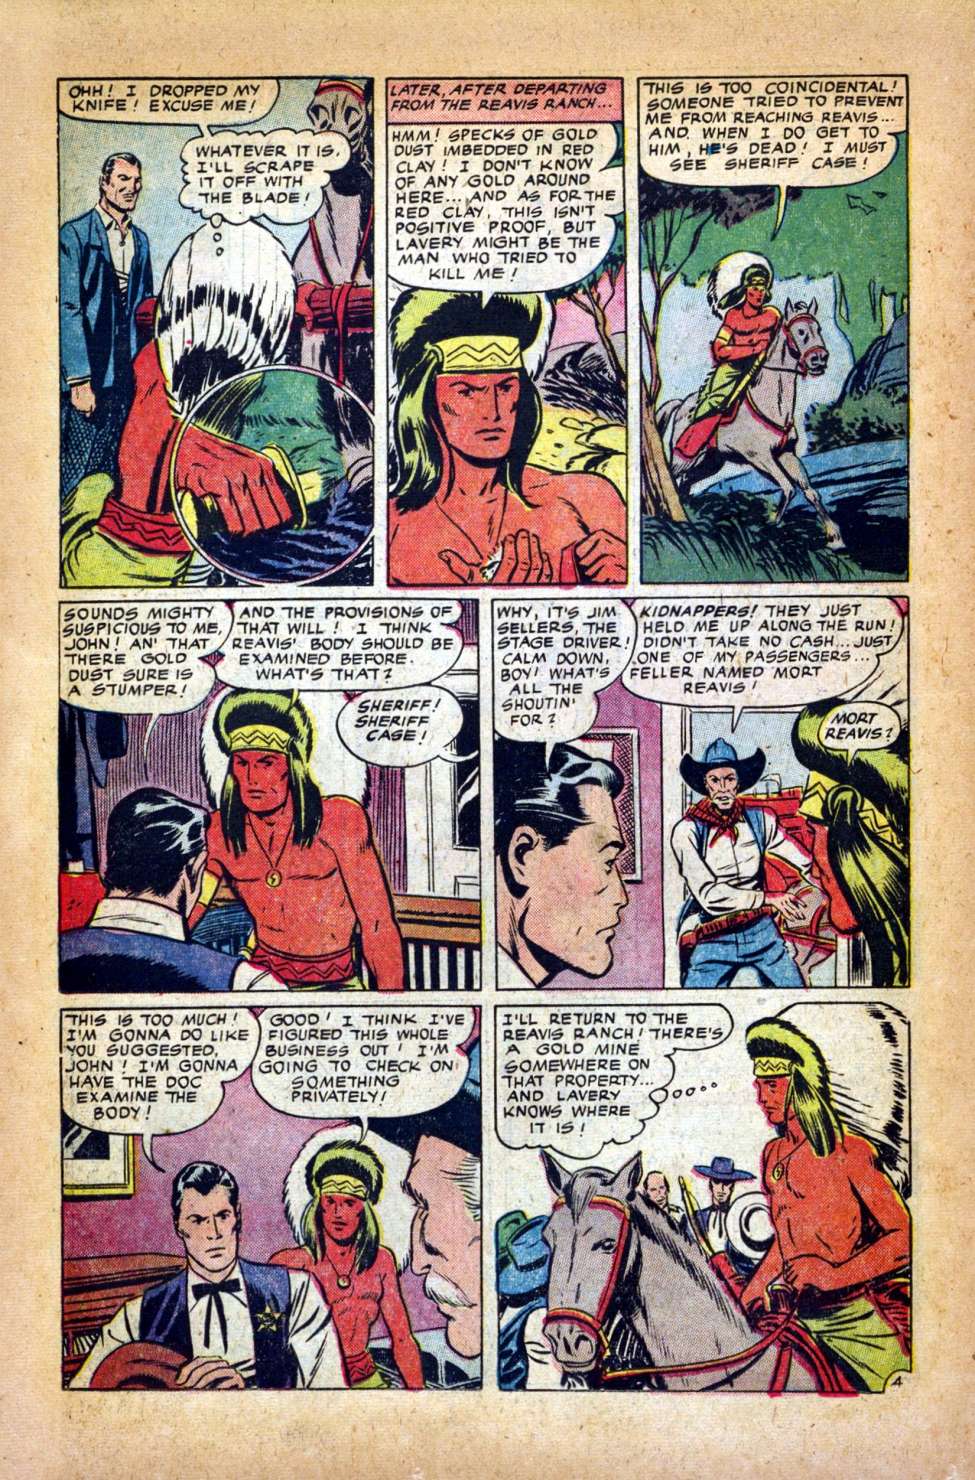 OHH! I DROPPED MY
KNIFE! EXCUSE ME!
WHATEVER IT IS,
I'LL SCRAPE
IT OFF WITH
THE BLADE!
LATER, AFTER DEPARTING
FROM THE REAVIS RANCH...
HMM! SPECKS OF GOLD
DUST IMBEDDED IN RED
CLAY! I DON'T KNOW
OF ANY GOLD AROUND
HERE... AND AS FOR THE
RED CLAY, THIS ISN'T
POSITIVE PROOF, BUT
LAVERY MIGHT BE THE
MAN WHO TRIED TO
KILL ME!
THIS IS TOO COINCIDENTAL!
SOMEONE TRIED TO PREVENT
ME FROM REACHING REAVIS...
AND, WHEN I DO GET TO
HIM, HE'S DEAD! I MUST
SEE SHERIFF CASE!
SOUNDS MIGHTY
SUSPICIOUS TO ME,
JOHN! AN' THAT
THERE GOLD
DUST SURE IS
A STUMPER!
AND THE PROVISIONS OF
THAT WILL! I THINK
REAVIS' BODY SHOULD BE
EXAMINED BEFORE.
WHAT'S THAT?
SHERIFF!
SHERIFF
CASE!
WHY, IT'S JIM
SELLERS, THE
STAGE DRIVER!
CALM DOWN,
BOY! WHAT'S
ALL THE
SHOUTIN'
FOR?
KIDNAPPERS! THEY JUST
HELD ME UP ALONG THE RUN!
DIDN'T TAKE NO CASH... JUST
ONE OF MY PASSENGERS...
FELLER NAMED MORT
REAVIS!
MORT
REAVIS?
THIS IS TOO MUCH!
I'M GONNA DO LIKE
YOU SUGGESTED,
JOHN! I'M GONNA
HAVE THE DOC
EXAMINE THE
BODY!
GOOD! I THINK I'VE
FIGURED THIS WHOLE
BUSINESS OUT! I'M
GOING TO CHECK ON
SOMETHING
PRIVATELY!
I'LL RETURN TO THE
REAVIS RANCH! THERE'S
A GOLD MINE
SOMEWHERE ON
THAT PROPERTY...
AND LAVERY
KNOWS WHERE
IT IS!
4